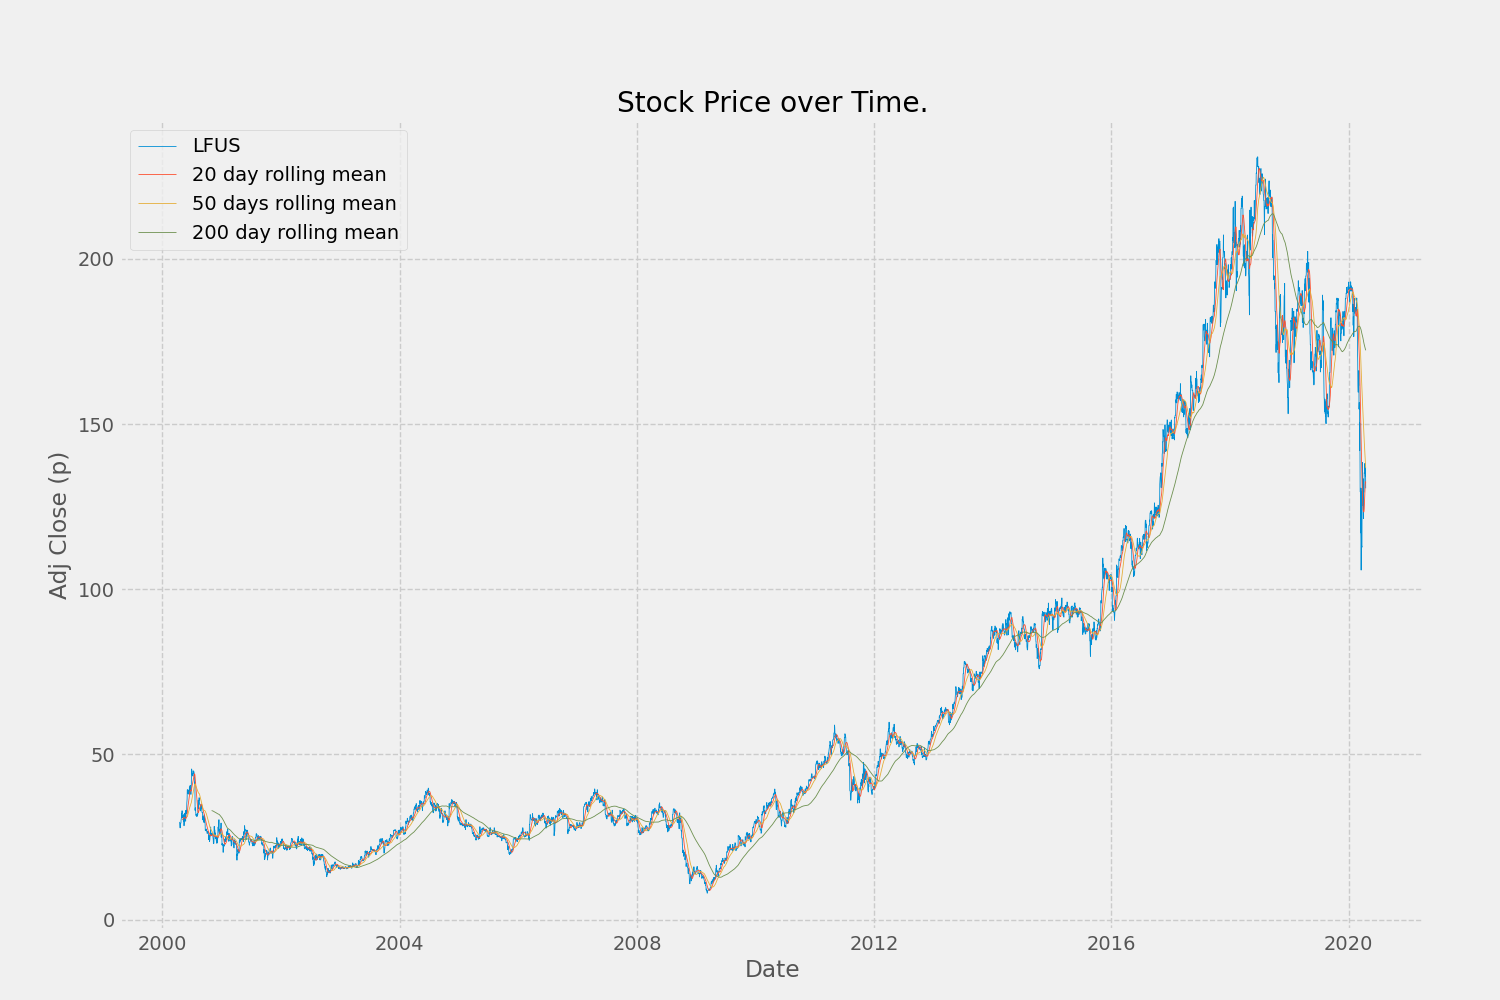 Stock Price over Time.
LFUS
20 day rolling mean
50 days rolling mean
200 day rolling mean
Adj Close (p)
200
150
100
50
0
2000 2004 2008 2012 2016 2020
Date